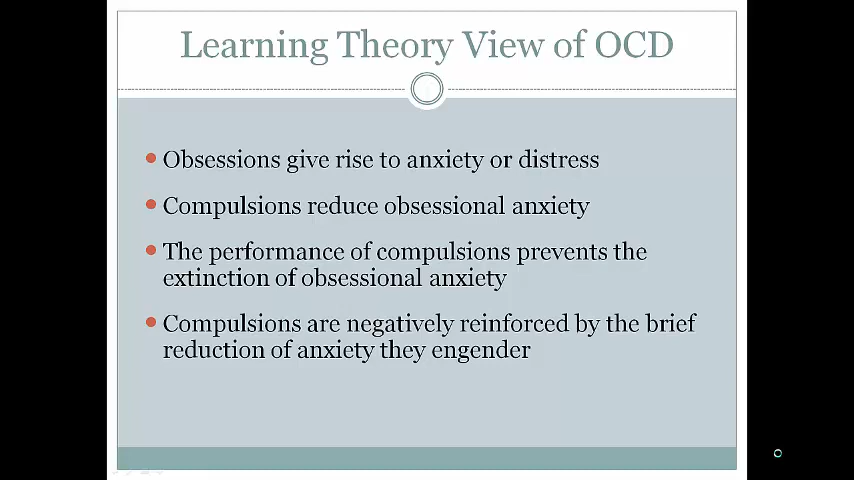 Learning Theory View of OCD
Obsessions give rise to anxiety or distress
Compulsions reduce obsessional anxiety
The performance of compulsions prevents the
extinction of obsessional anxiety
Compulsions are negatively reinforced by the brief
reduction of anxiety they engender